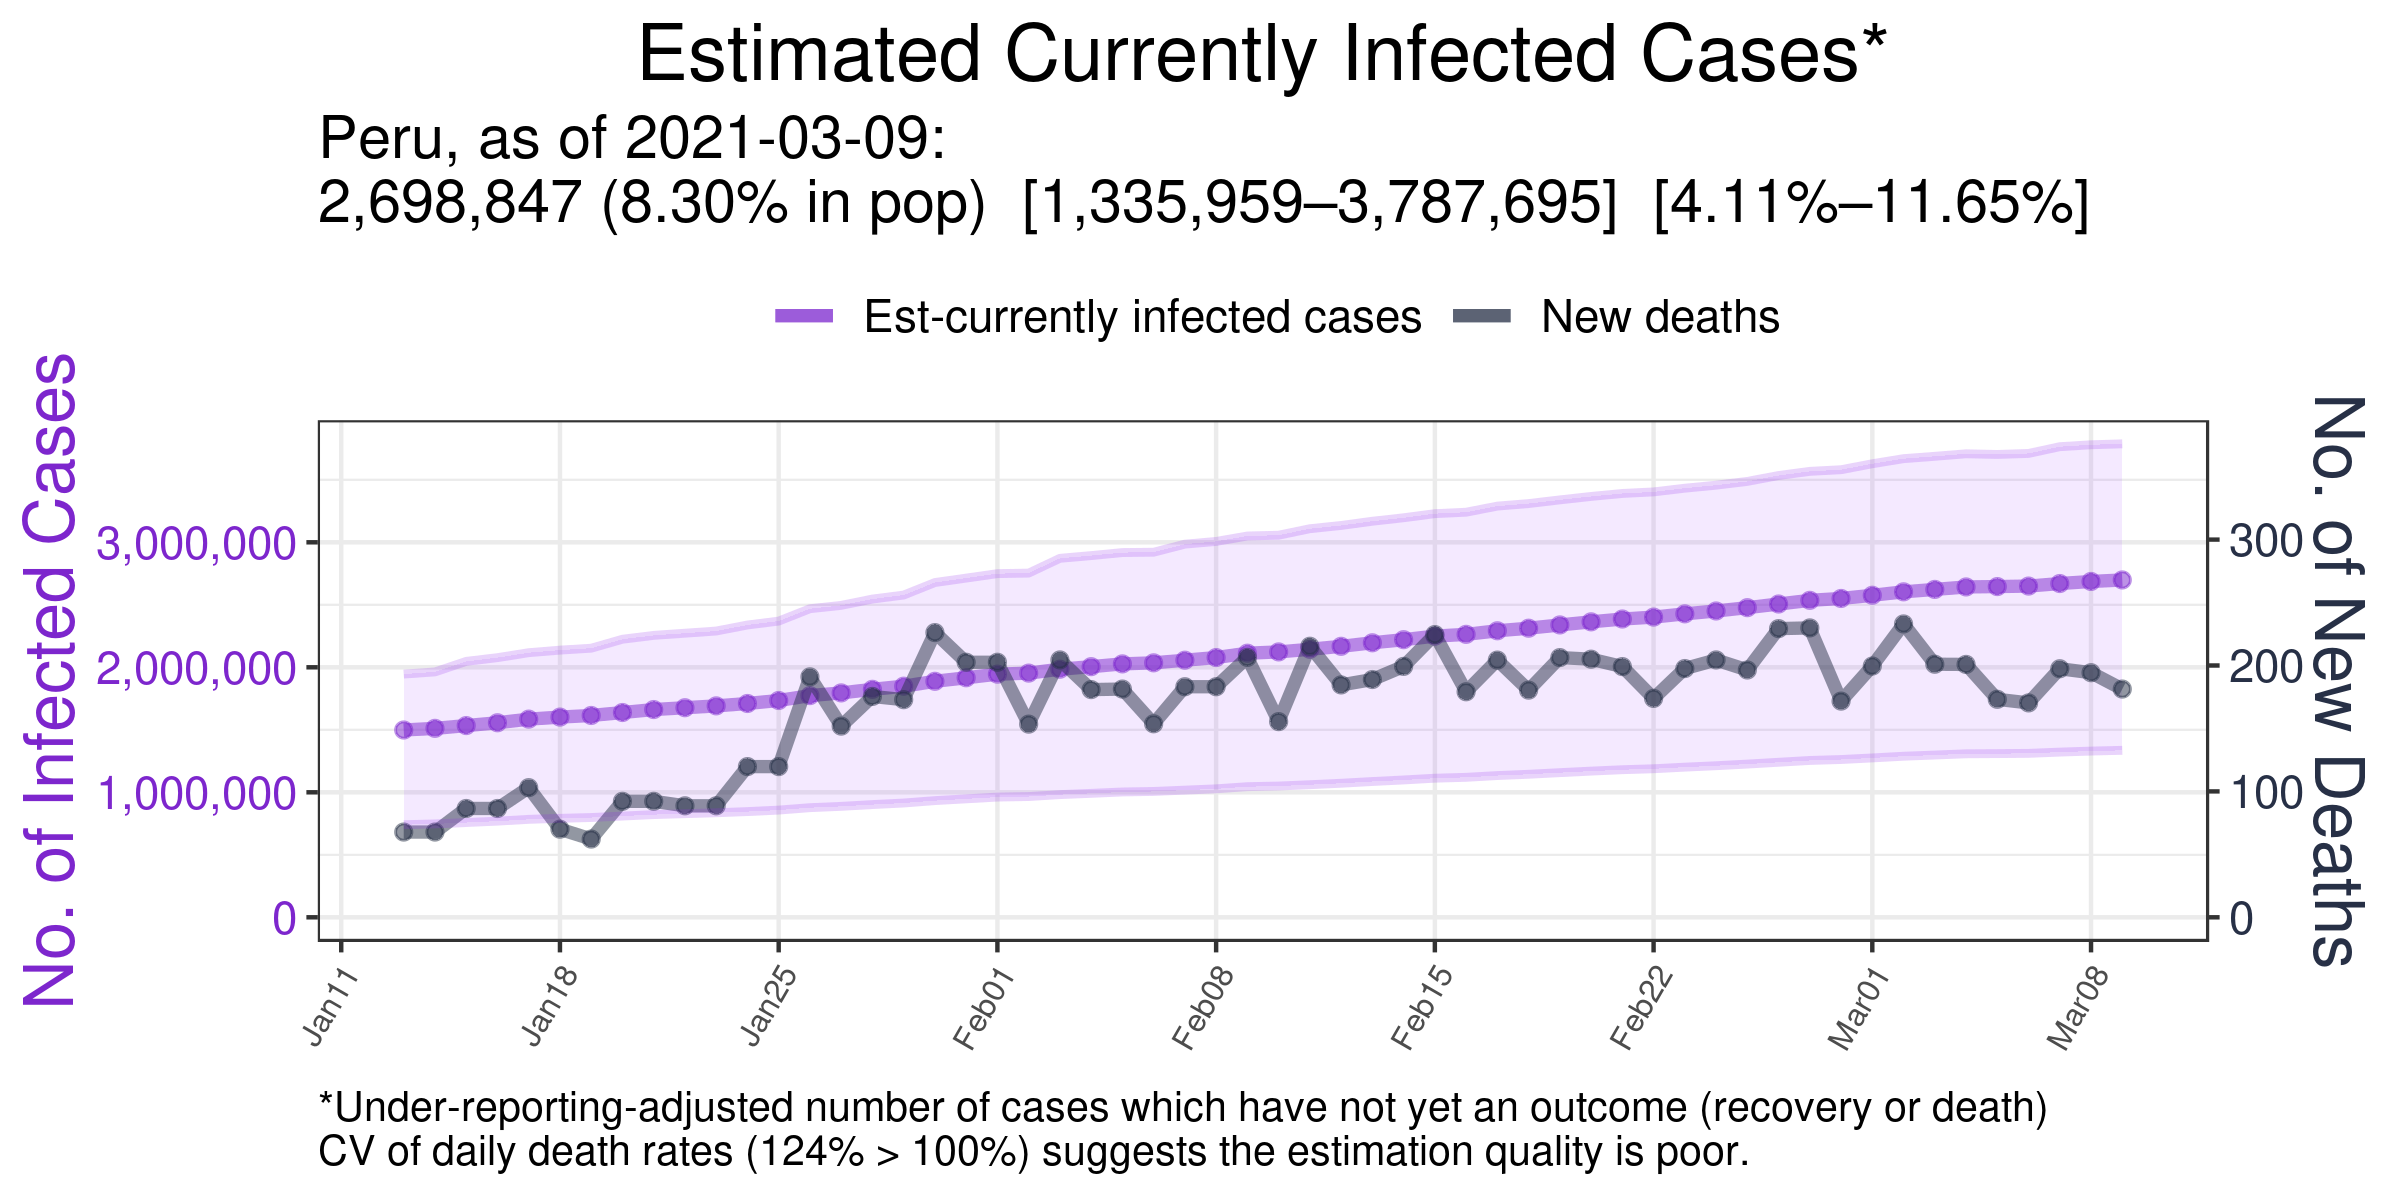 Estimated Currently Infected Cases*
Peru, as of 2021-03-09:
2,698,847 (8.30% in pop)  [1,335,959–3,787,695]  [4.11%–11.65%]
Est-currently infected cases
New deaths
No. of Infected Cases
3,000,000
2,000,000
1,000,000
0
No. of New Deaths
300
200
100
0
Jan11
Jan18
Jan25
Feb01
Feb08
Feb15
Feb22
Mar01
Mar08
*Under-reporting-adjusted number of cases which have not yet an outcome (recovery or death)
CV of daily death rates (124% > 100%) suggests the estimation quality is poor.